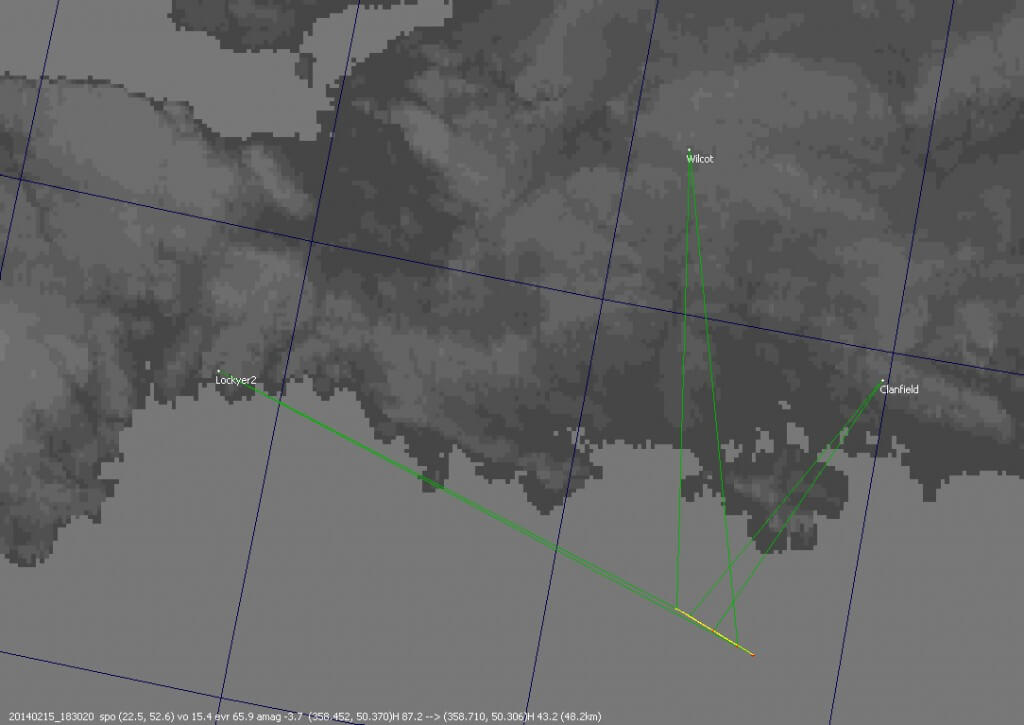 Wilcot
Lockyer2
Clanfield
20140215_183020 spo (22.5, 52.6) vo 15.4 evr 65.9 amag -3.7 (358.452, 50.370)H 87.2 --> (358.710, 50.306)H 43.2 (48.2km)